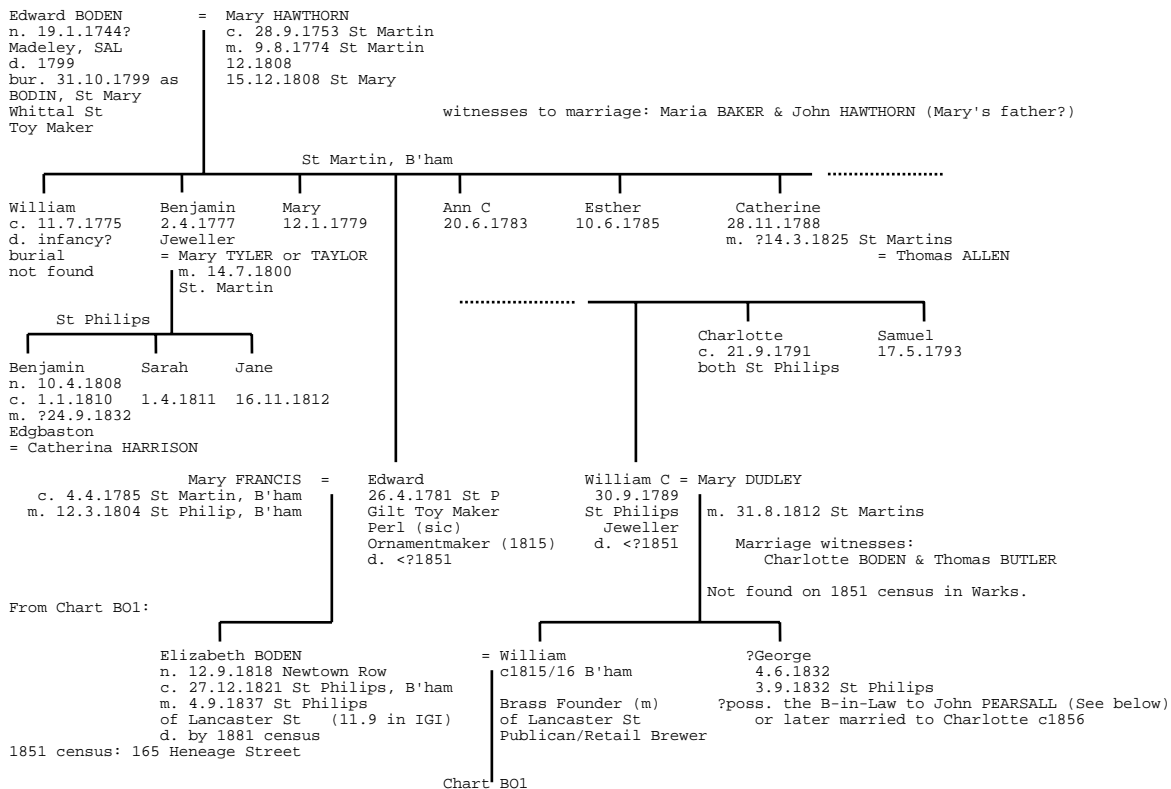 Edward BODEN = Mary HAWTHORN
n. 19.1.1744? c. 28.9.1753 St Martin
Madeley, SAL m. 9.8.1774 St Martin
d. 1799 12.1808
bur. 31.10.1799 as 15.12.1808 St Mary
BODIN, St Mary
Whittal St witnesses to marriage: Maria BAKER & John HAWTHORN (Mary's father?)
Toy Maker
St Martin, B'ham
William Benjamin Mary Ann C Esther Catherine
c. 11.7.1775 2.4.1777 12.1.1779 20.6.1783 10.6.1785 28.11.1788
d. infancy? Jeweller m. ?14.3.1825 St Martins
burial = Mary TYLER or TAYLOR = Thomas ALLEN
not found m. 14.7.1800
St. Martin
St Philips
Charlotte Samuel
c. 21.9.1791 17.5.1793
both St Philips
Benjamin Sarah Jane
n. 10.4.1808
c. 1.1.1810 1.4.1811 16.11.1812
m. ?24.9.1832
Edgbaston
= Catherina HARRISON
Mary FRANCIS = Edward William C = Mary DUDLEY
c. 4.4.1785 St Martin, B'ham 26.4.1781 St P 30.9.1789
m. 12.3.1804 St Philip, B'ham Gilt Toy Maker St Philips m. 31.8.1812 St Martins
Perl (sic) Jeweller
Ornamentmaker (1815) d. <?1851 Marriage witnesses:
d. <?1851 Charlotte BODEN & Thomas BUTLER
Not found on 1851 census in Warks.
From Chart BO1:
Elizabeth BODEN = William ?George
n. 12.9.1818 Newtown Row c1815/16 B'ham 4.6.1832
c. 27.12.1821 St Philips, B'ham 3.9.1832 St Philips
m. 4.9.1837 St Philips Brass Founder (m) ?poss. the B-in-Law to John PEARSALL (See below)
of Lancaster St (11.9 in IGI) of Lancaster St or later married to Charlotte c1856
d. by 1881 census Publican/Retail Brewer
1851 census: 165 Heneage Street
Chart BO1